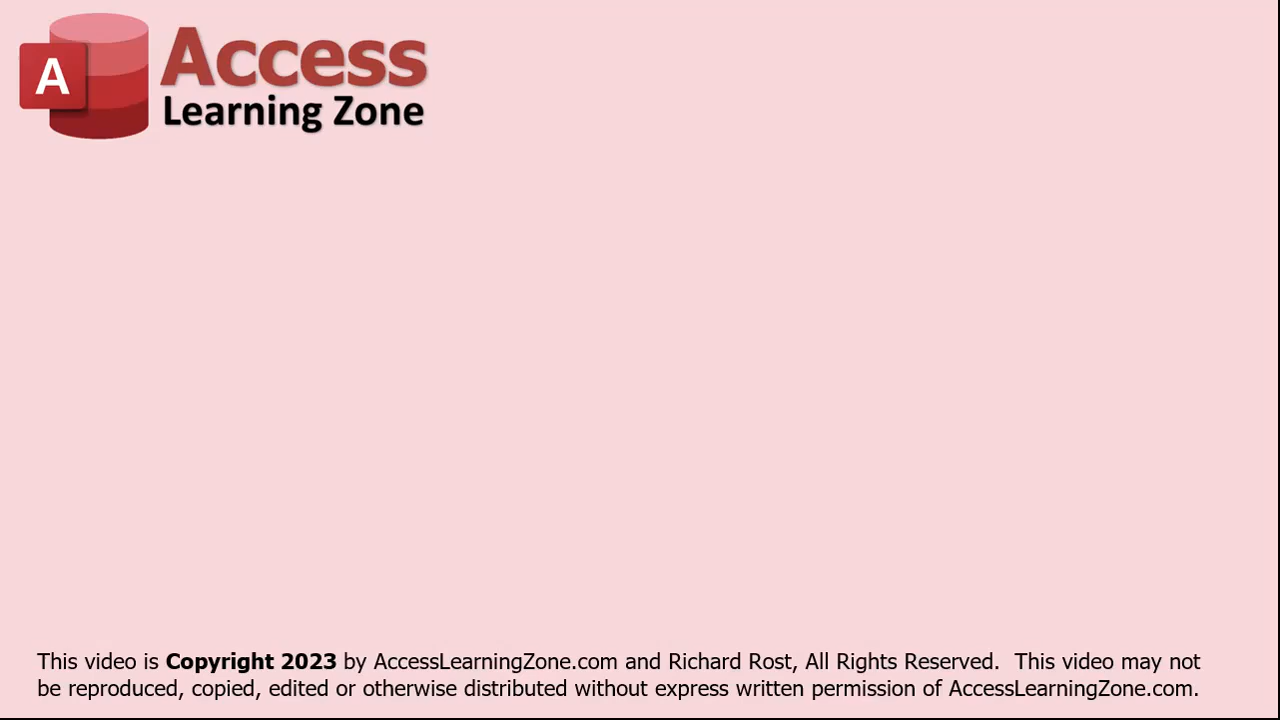 A
Access
Learning Zone
This video is Copyright 2023 by AccessLearningZone.com and Richard Rost, All Rights Reserved.  This video may not
be reproduced, copied, edited or otherwise distributed without express written permission of AccessLearningZone.com.